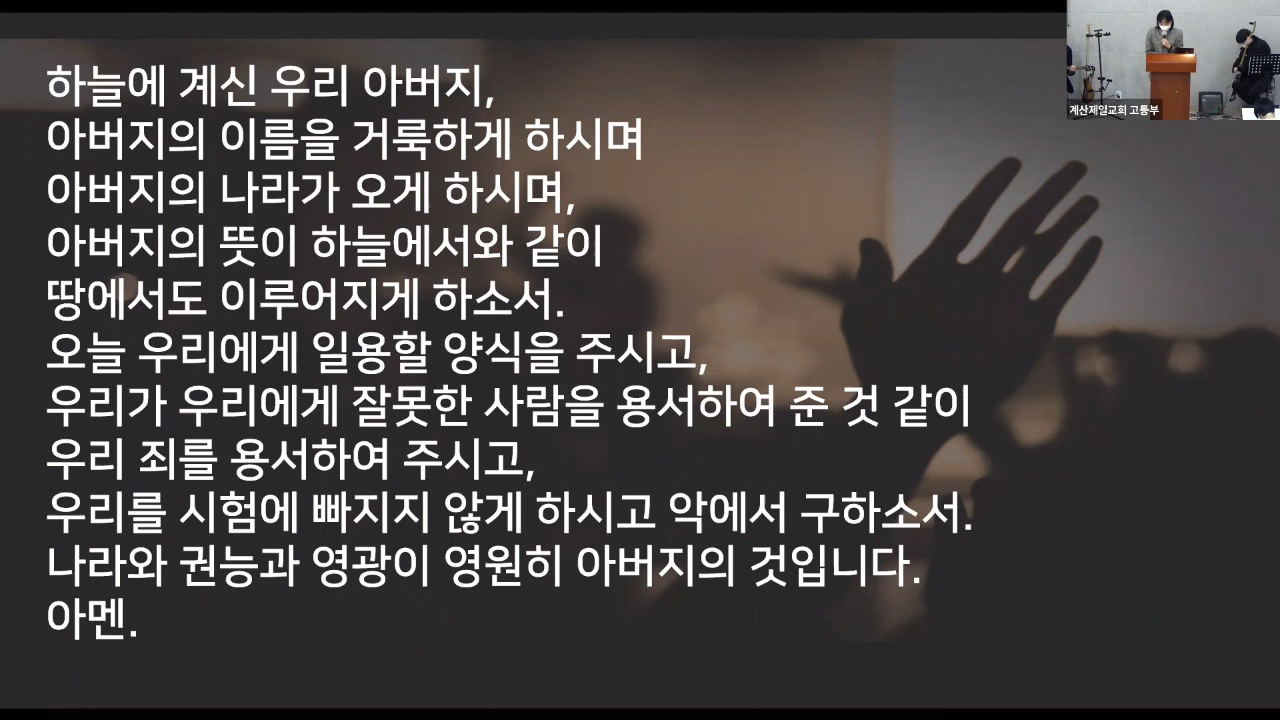 하늘에 계신 우리 아버지,
아버지의 이름을 거룩하게 하시며
아버지의 나라가 오게 하시며,
아버지의 뜻이 하늘에서와 같이
땅에서도 이루어지게 하소서.
오늘 우리에게 일용할 양식을 주시고,
우리가 우리에게 잘못한 사람을 용서하여 준 것 같이
우리 죄를 용서하여 주시고,
우리를 시험에 빠지지 않게 하시고 악에서 구하소서.
나라와 권능과 영광이 영원히 아버지의 것입니다.
아멘.
계산제일교회 고등부